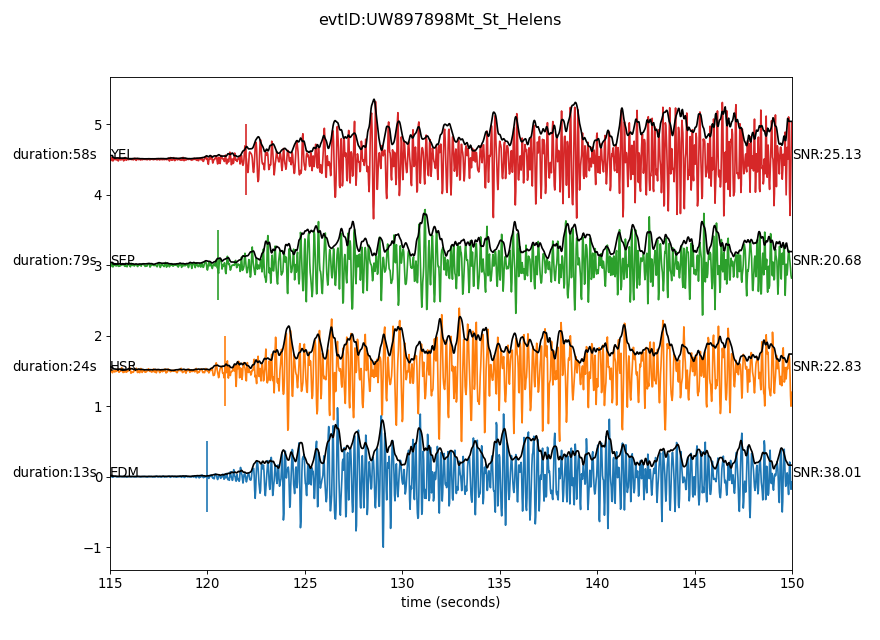 evtID:UW897898Mt_St_Helens
5
duration:58s YEL SNR:25.13
4
duration:79s SEP SNR:20.68
3
2
duration:24s HSR SNR:22.83
1
duration:13s EDM SNR:38.01
0
−1
115 120 125 130 135 140 145 150
time (seconds)